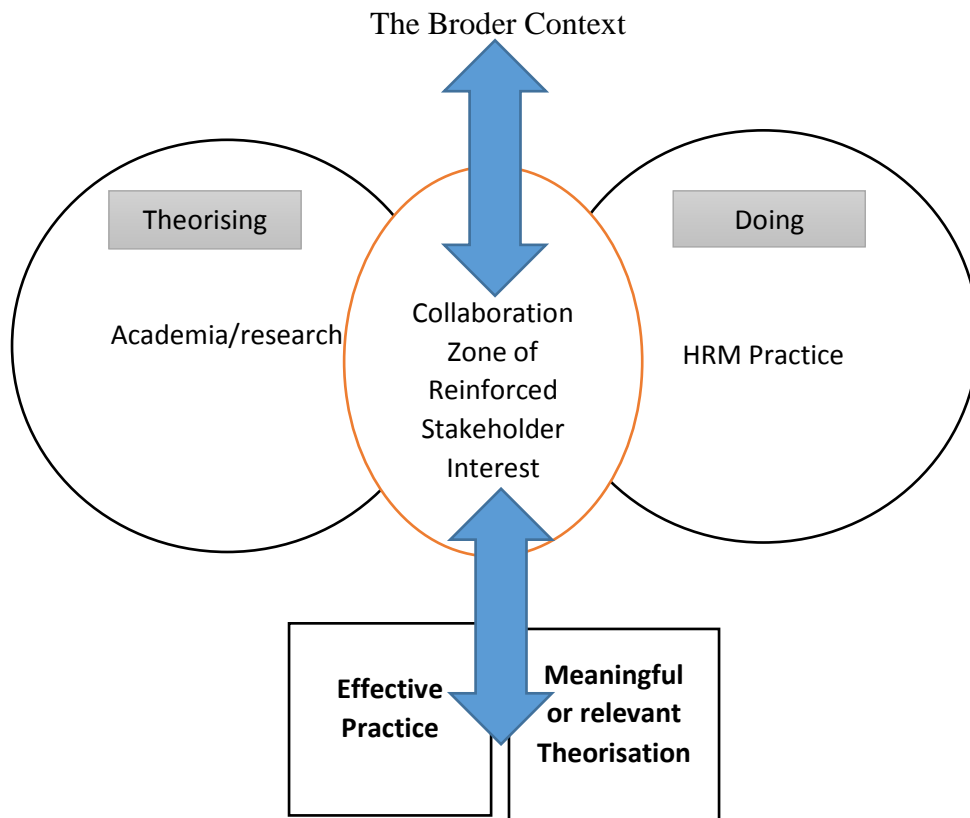 The Broder Context
Theorising
Doing
Academia/research
Collaboration
Zone of
Reinforced
Stakeholder
Interest
HRM Practice
Effective
Practice
Meaningful
or relevant
Theorisation